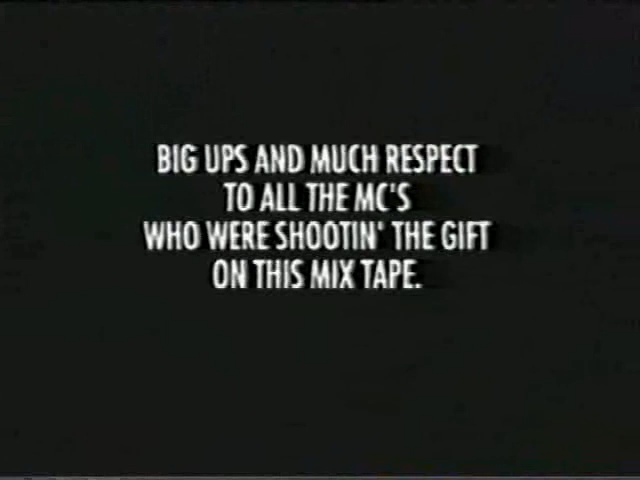 BIG UPS AND MUCH RESPECT
TO ALL THE MC'S
WHO WERE SHOOTIN' THE GIFT
ON THIS MIX TAPE.